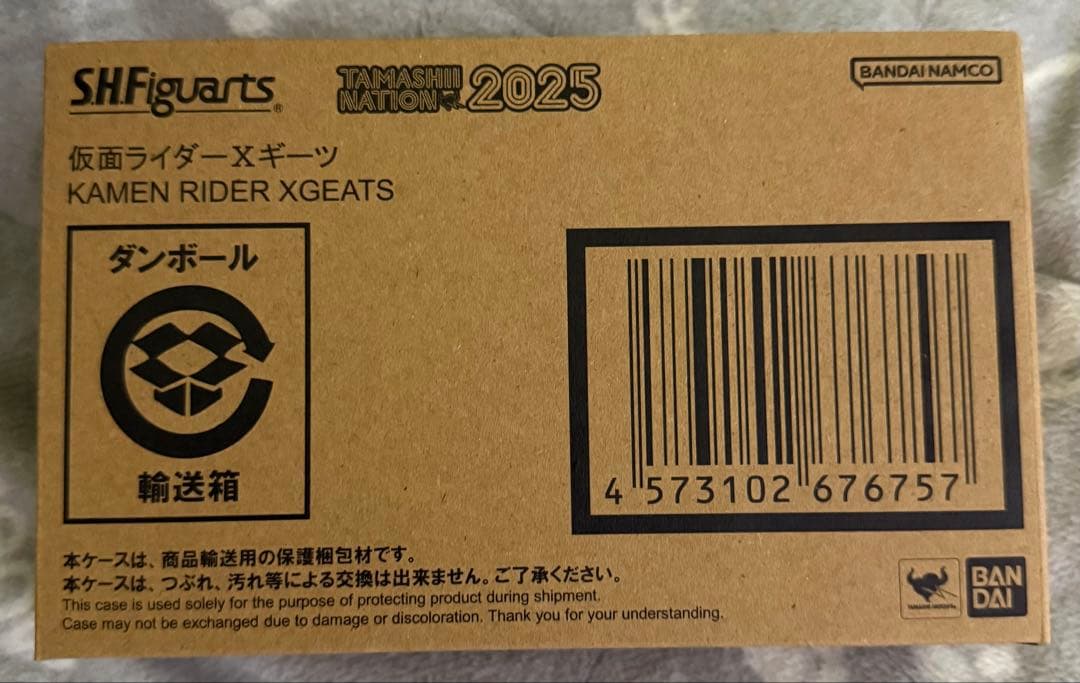 S.H.Figuarts®
TAMASHII NATION 2025
BANDAI NAMCO
仮面ライダーXギーツ
KAMEN RIDER XGEATS
ダンボール
輸送箱
4 573102 676757
本ケースは、商品輸送用の保護梱包材です。
本ケースは、つぶれ、汚れ等による交換は出来ません。ご了承ください。
This case is used solely for the purpose of protecting product during shipment.
Case may not be exchanged due to damage or discoloration. Thank you for your understanding.
BAN
DAI